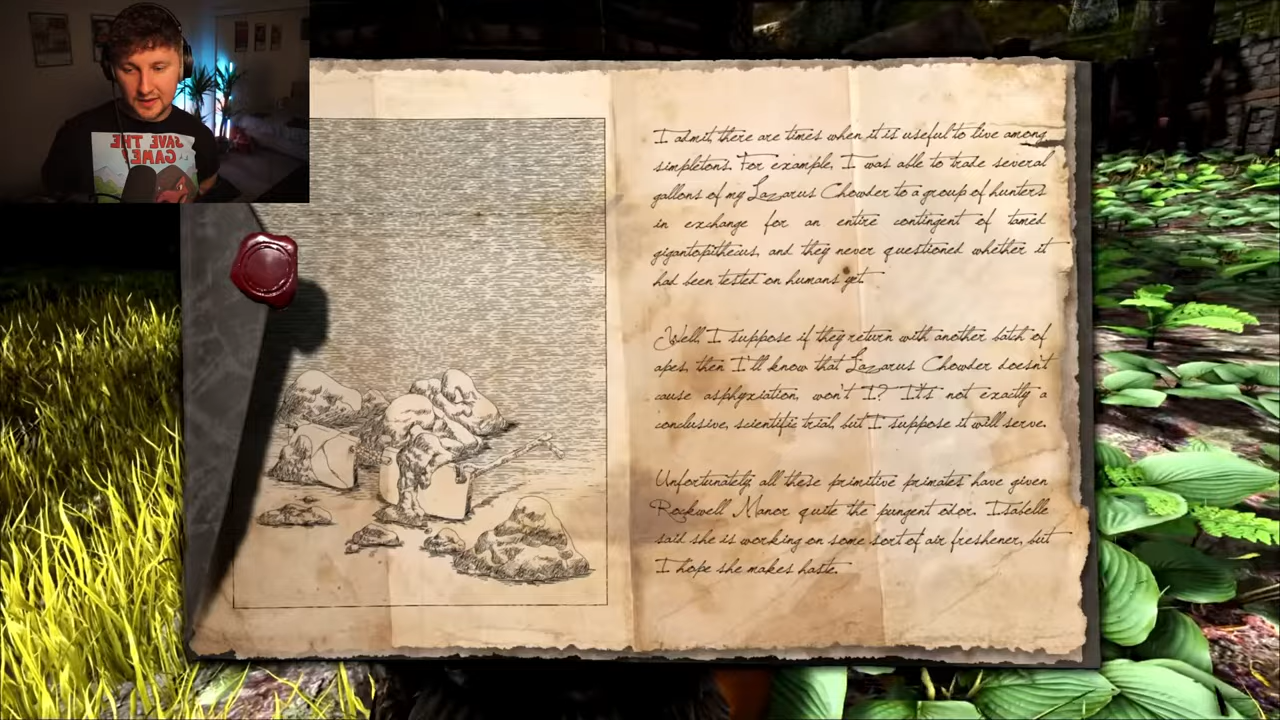 SAVE THE
GAME?
I admit, there are times when it is useful to live among
simpletons. For example, I was able to trade several
gallons of my Lazarus Chowder to a group of hunters
in exchange for an entire contingent of tamed
gigantopithecus, and they never questioned whether it
had been tested on humans yet.
Well, I suppose if they return with another batch of
apes, then I'll know that Lazarus Chowder doesn't
cause asphyxiation, won't I? It's not exactly a
conclusive, scientific trial, but I suppose it will serve.
Unfortunately all these primitive primates have given
Rockwell Manor quite the pungent odor. Isabelle
said she is working on some sort of air freshener, but
I hope she makes haste.